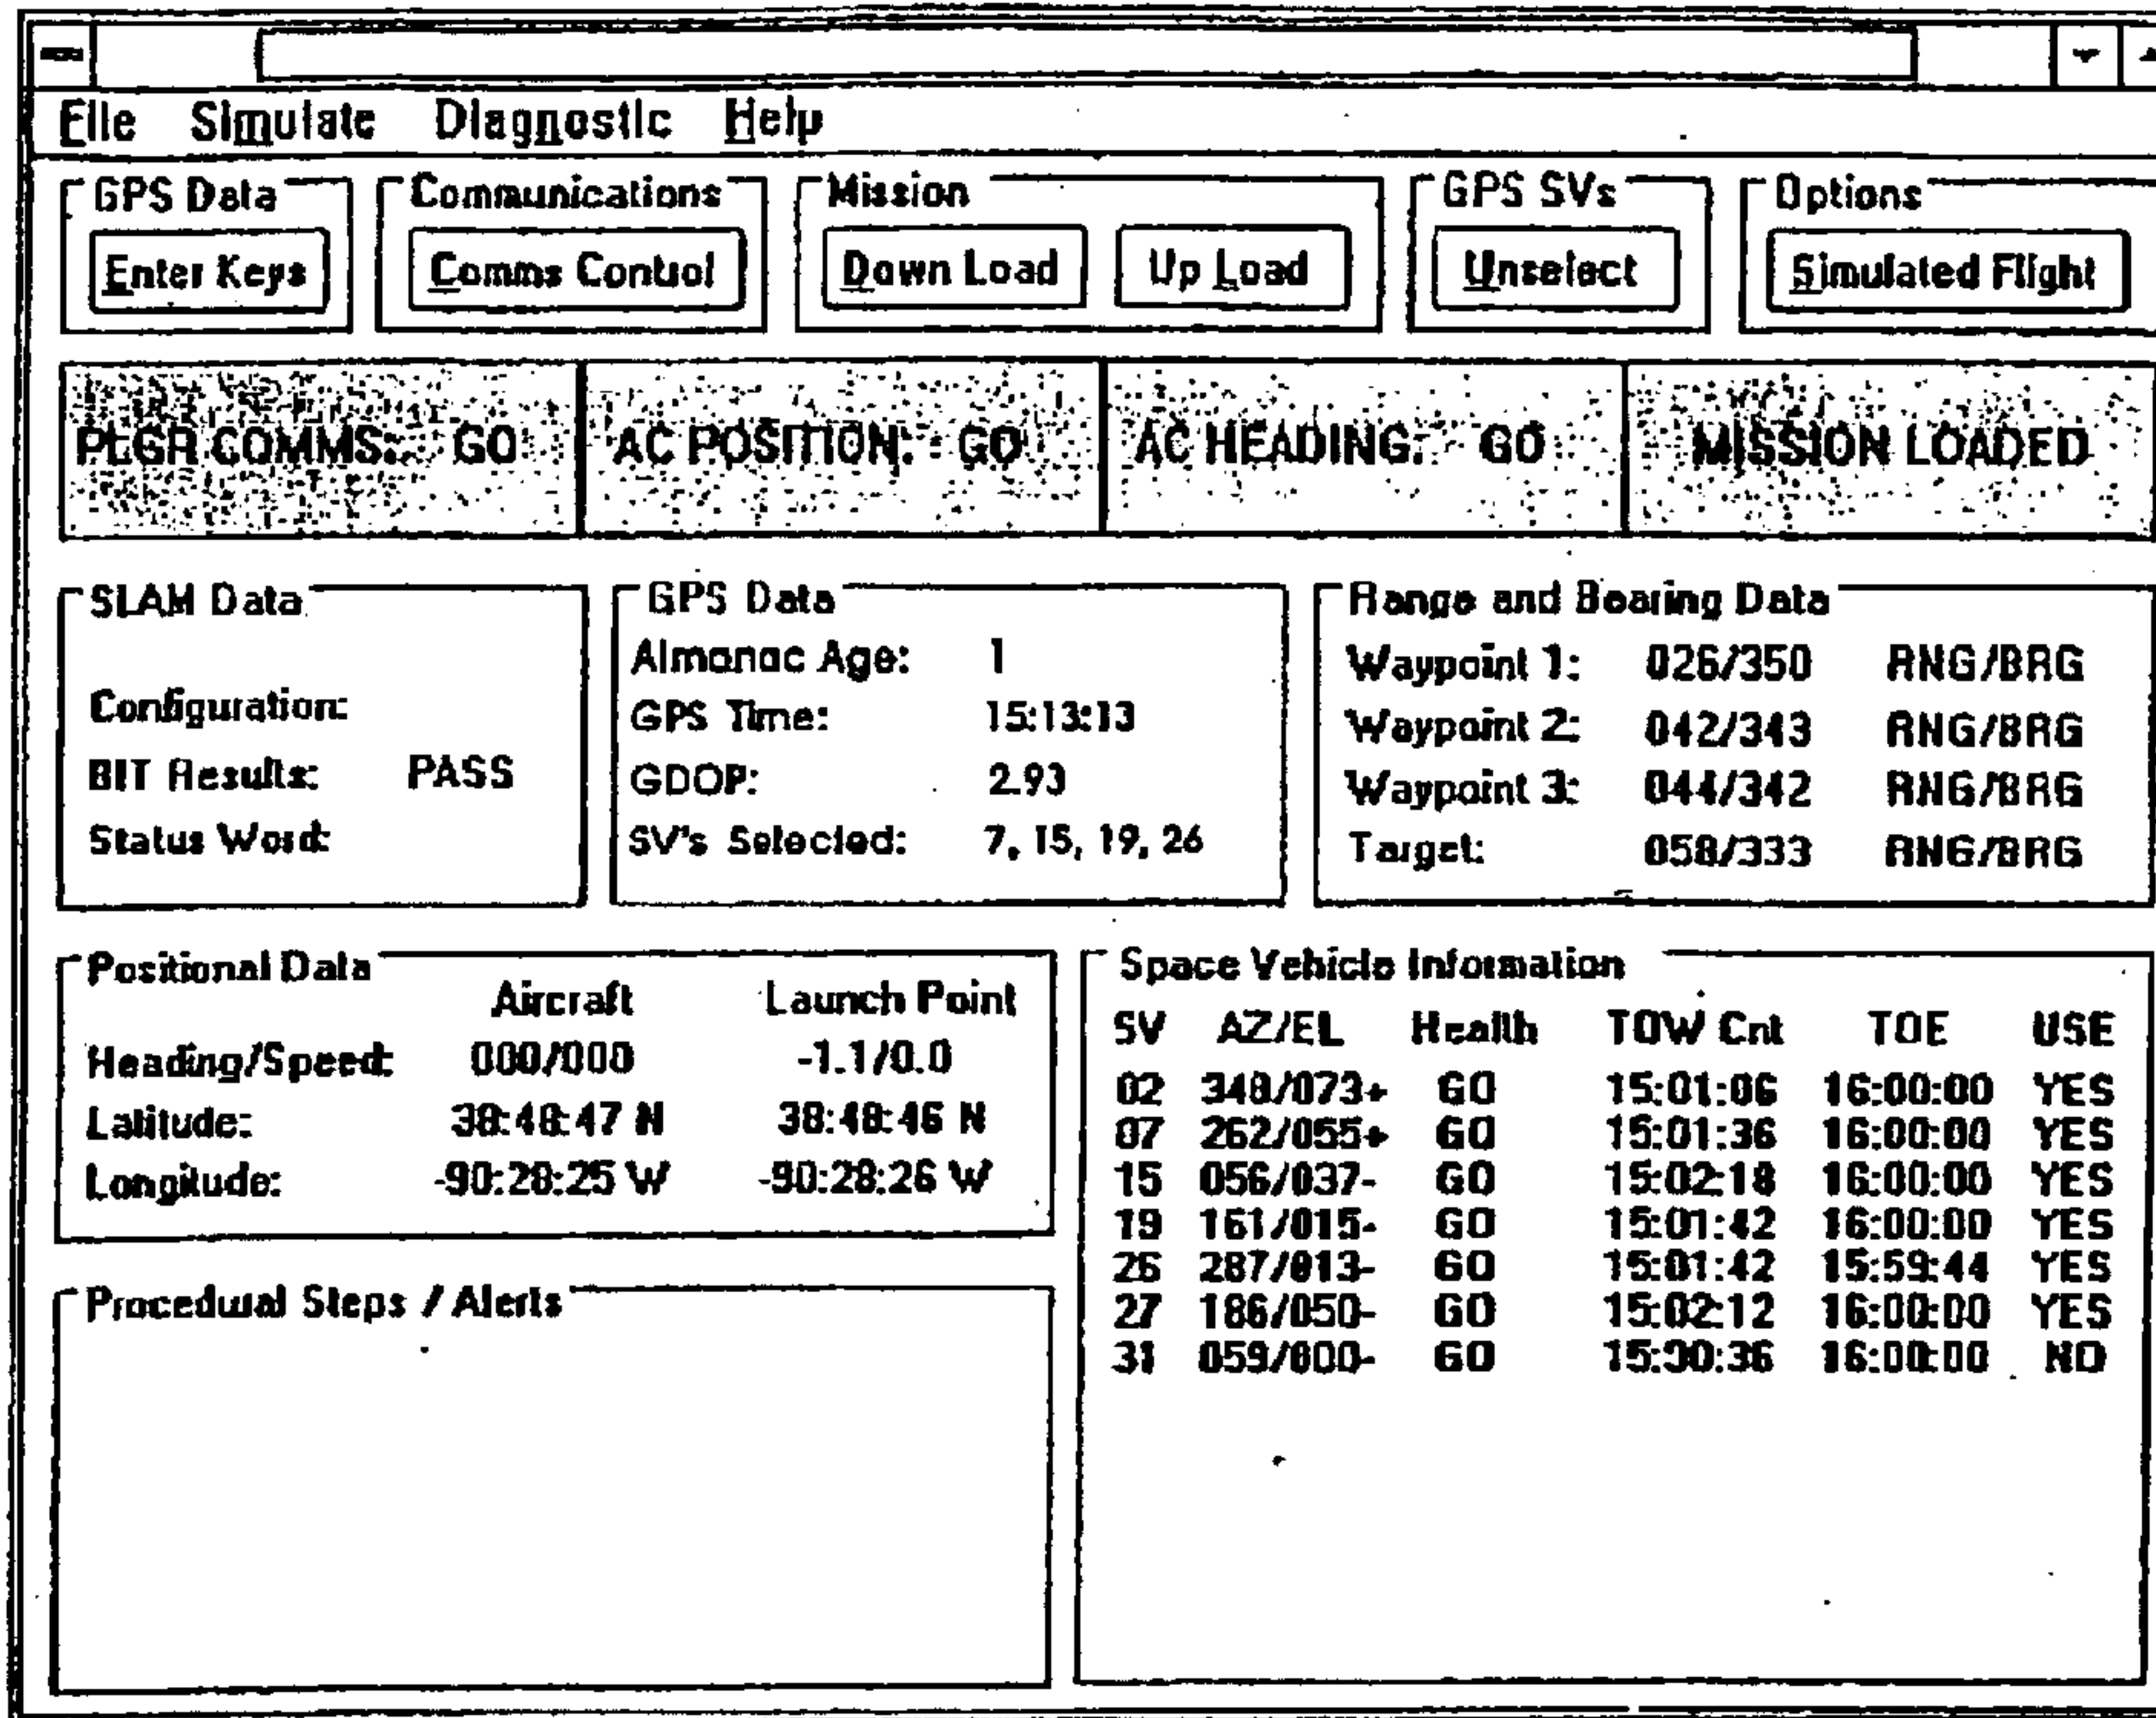 File Simulate Diagnostic Help
GPS Data Communications Mission GPS SVs Options
Enter Keys Comms Control Down Load Up Load Unselect Simulated Flight
PLGR COMMS: GO AC POSITION: GO AC HEADING: GO MISSION LOADED
SLAM Data GPS Data Range and Bearing Data
Almanac Age: 1 Waypoint 1: 026/350 RNG/BRG
Configuration: GPS Time: 15:13:13 Waypoint 2: 042/343 RNG/BRG
BIT Results: PASS GDOP: 2.93 Waypoint 3: 044/342 RNG/BRG
Status Word: SV's Selected: 7, 15, 19, 26 Target: 058/333 RNG/BRG
Positional Data
Aircraft Launch Point
Heading/Speed: 000/000 -1.1/0.0
Latitude: 38:48:47 N 38:48:46 N
Longitude: -90:28:25 W -90:28:26 W
Procedural Steps / Alerts
Space Vehicle Information
SV AZ/EL Health TOW Cnt TOE USE
02 348/073+ GO 15:01:06 16:00:00 YES
07 262/055+ GO 15:01:36 16:00:00 YES
15 056/037- GO 15:02:18 16:00:00 YES
19 161/015- GO 15:01:42 16:00:00 YES
26 287/013- GO 15:01:42 15:59:44 YES
27 186/050- GO 15:02:12 16:00:00 YES
31 059/000- GO 15:00:36 16:00:00 NO